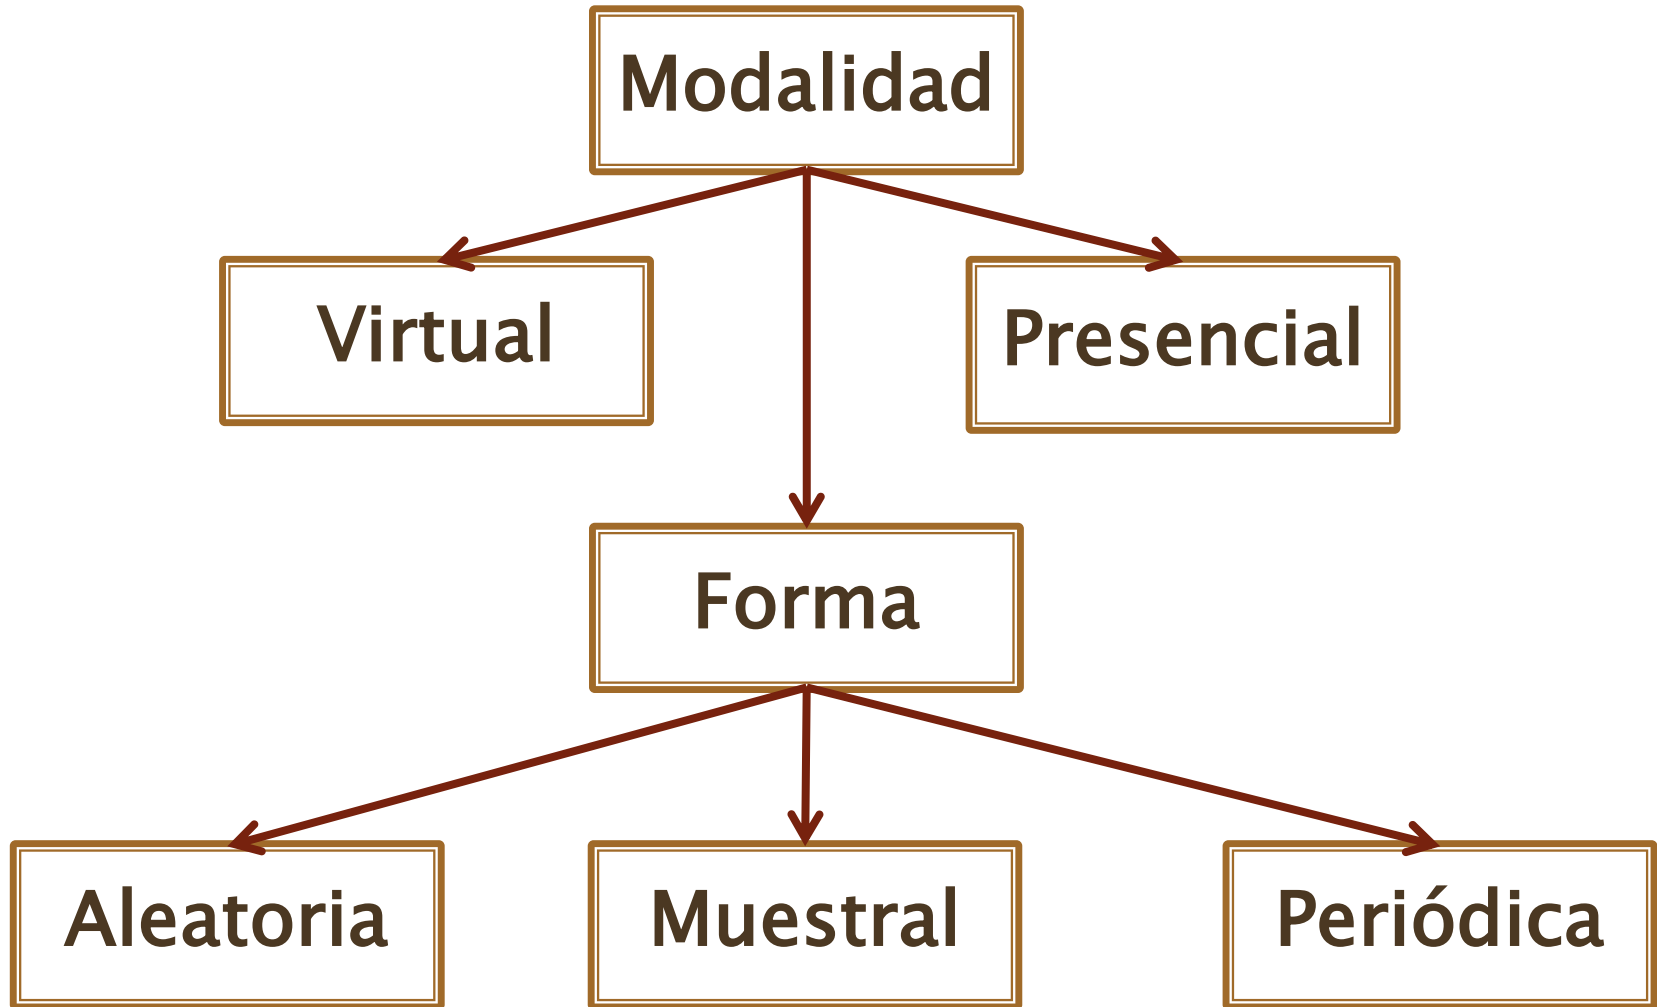 Modalidad
Virtual
Presencial
Forma
Aleatoria
Muestral
Periódica